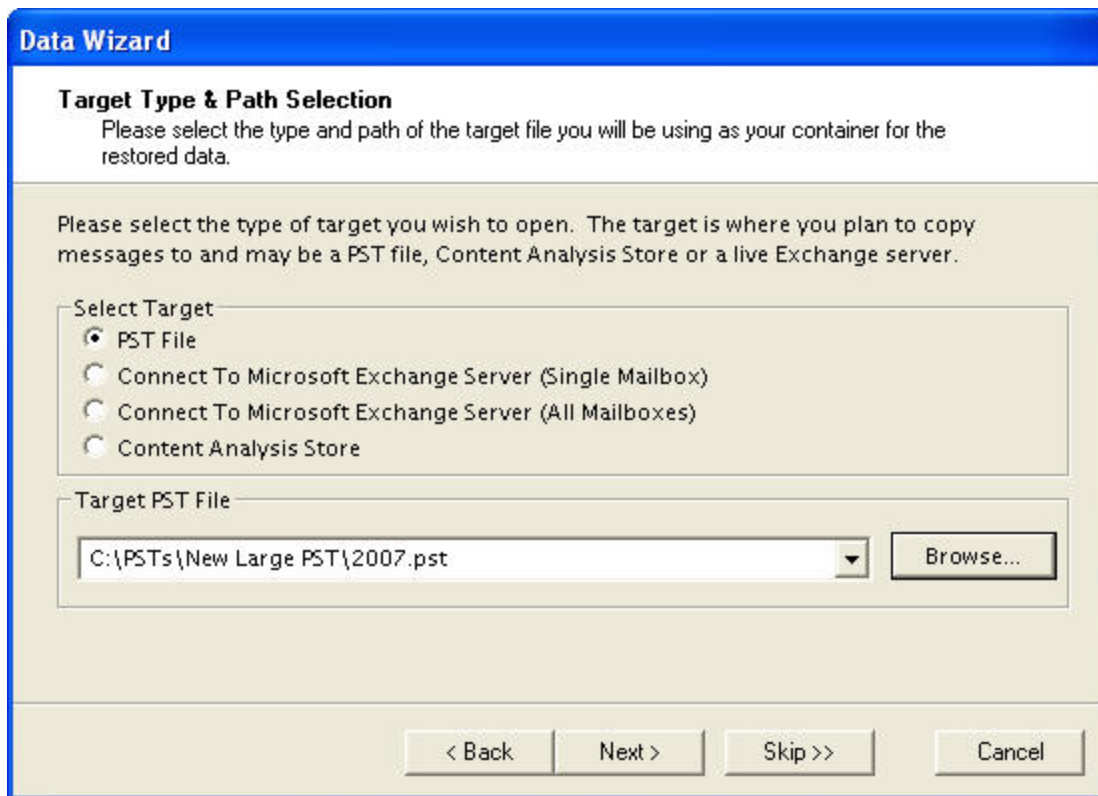 Data Wizard
Target Type & Path Selection
Please select the type and path of the target file you will be using as your container for the
restored data.
Please select the type of target you wish to open.  The target is where you plan to copy
messages to and may be a PST file, Content Analysis Store or a live Exchange server.
Select Target
PST File
Connect To Microsoft Exchange Server (Single Mailbox)
Connect To Microsoft Exchange Server (All Mailboxes)
Content Analysis Store
Target PST File
C:\PSTs\New Large PST\2007.pst
Browse...
< Back
Next >
Skip >>
Cancel